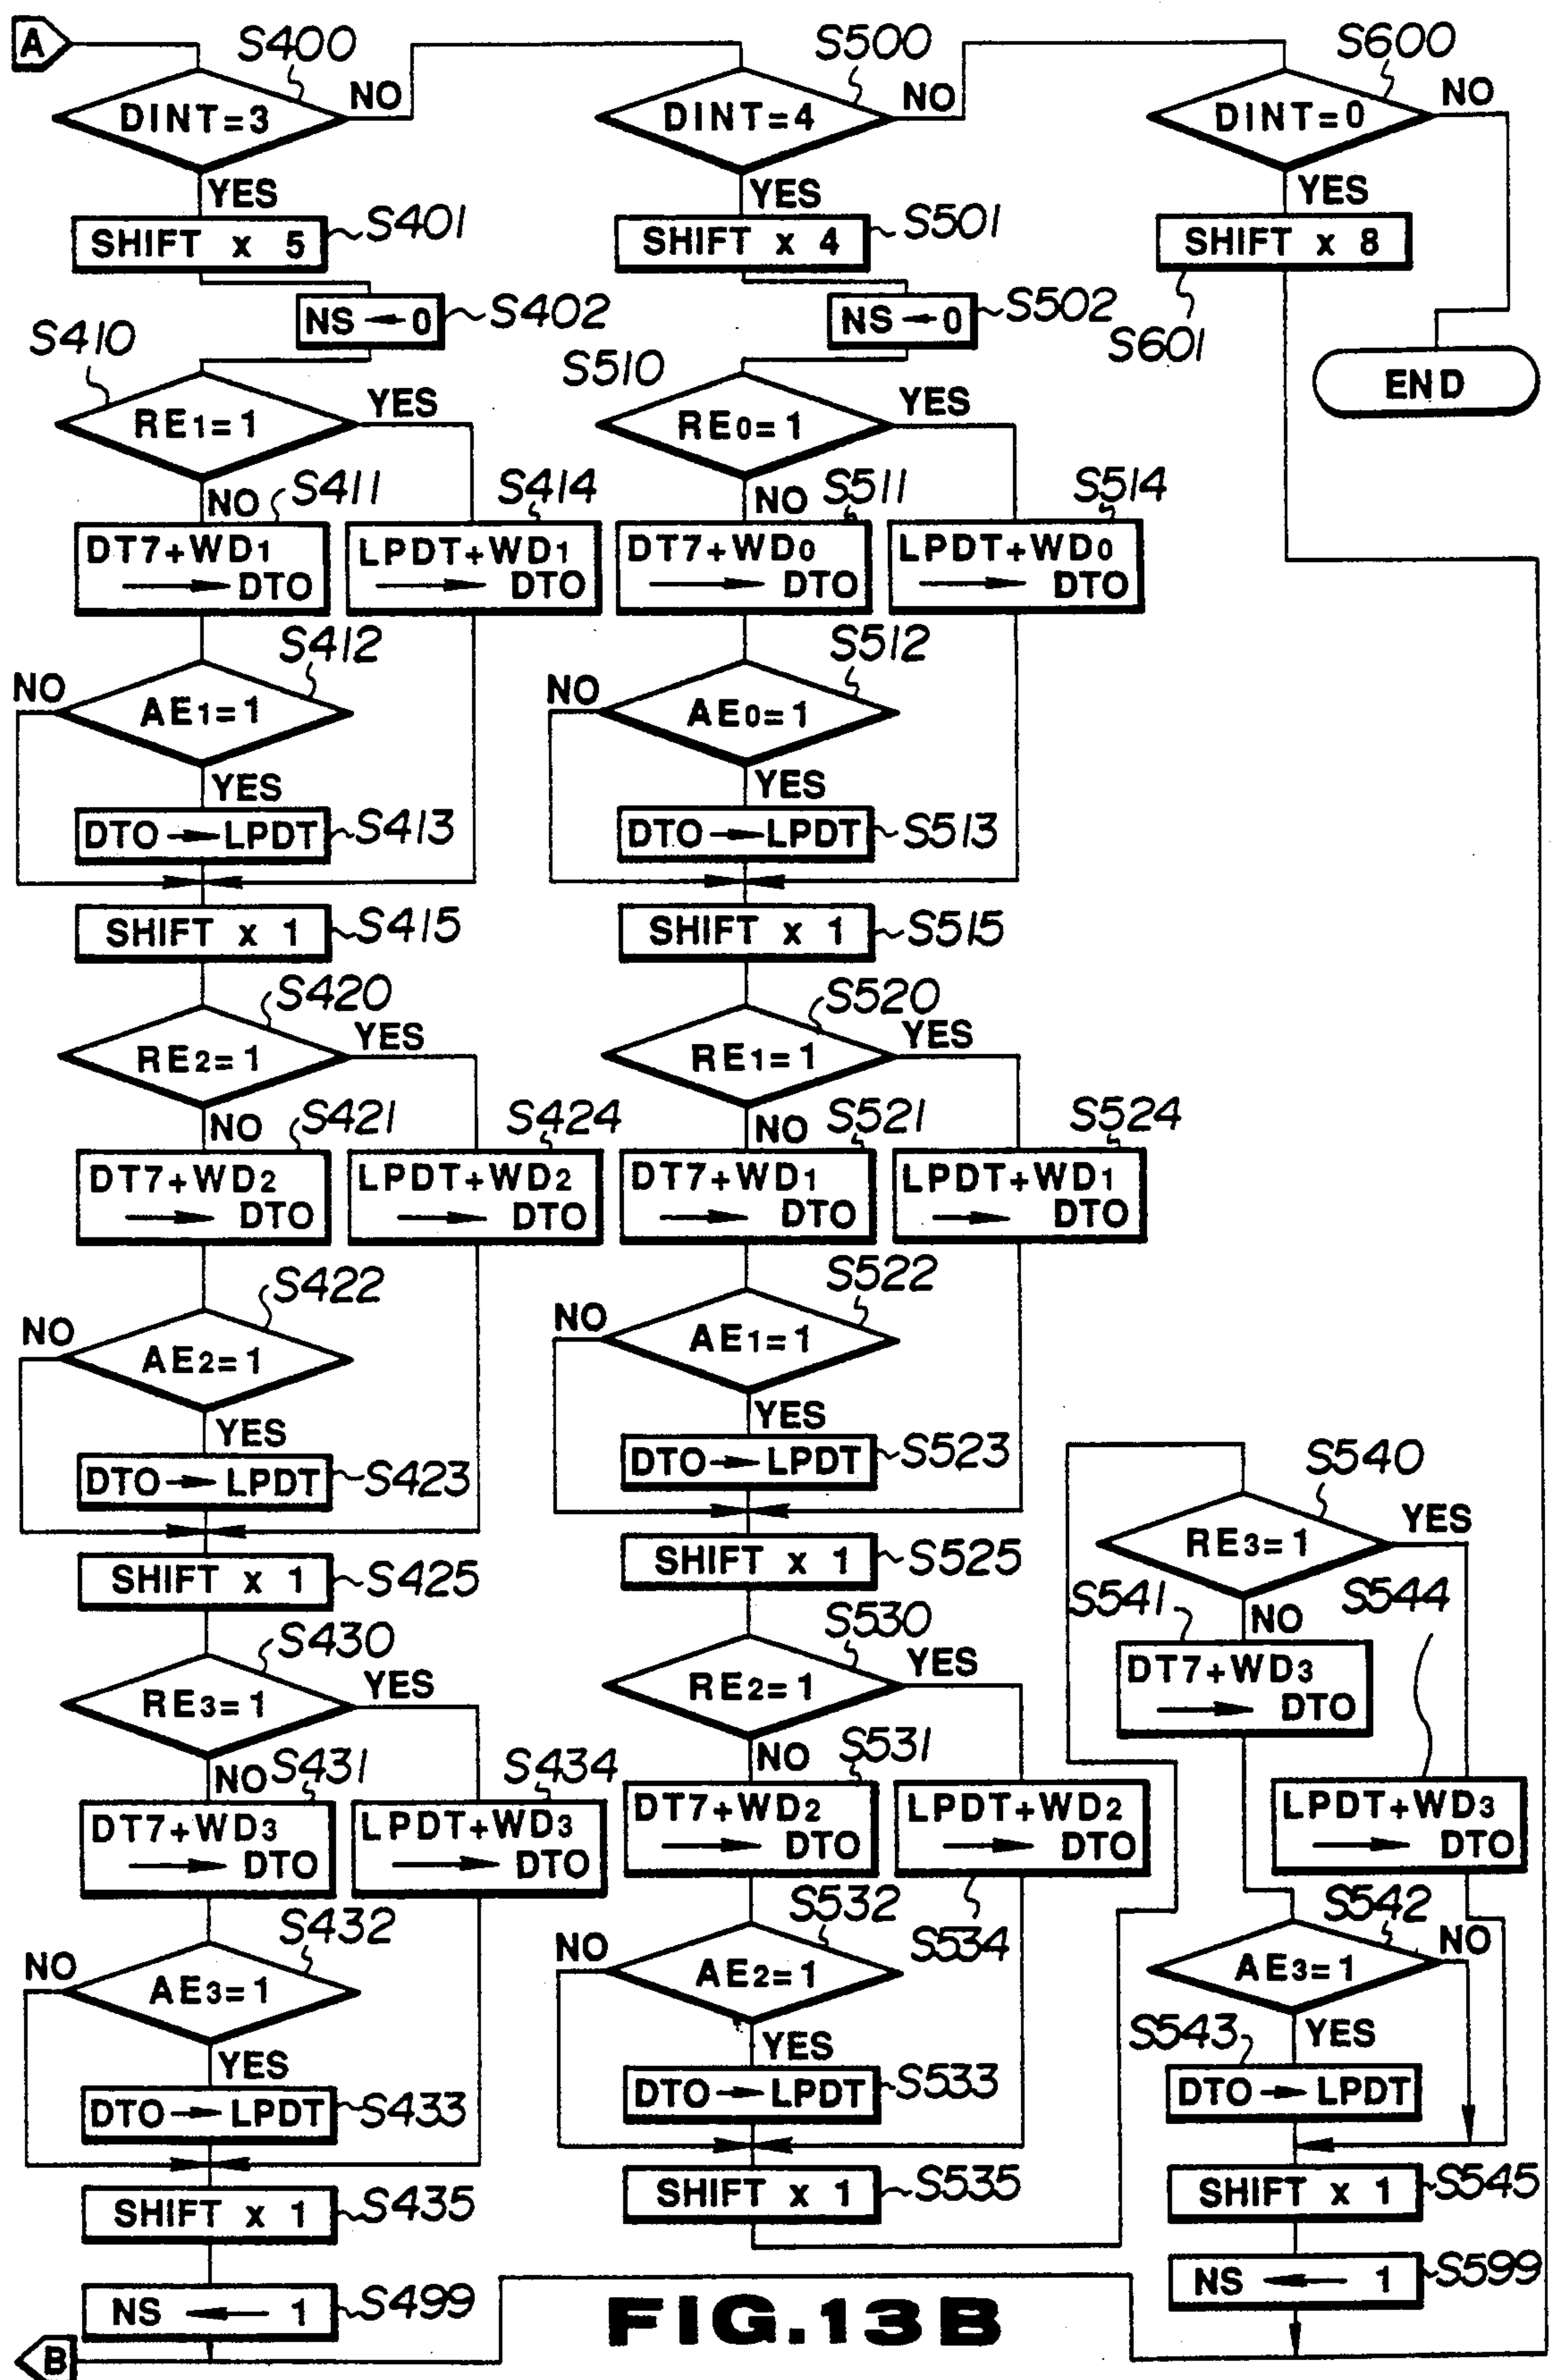 A
S400
DINT=3
NO
YES
SHIFT x 5
S401
NS ← 0
S402
S410
RE1=1
YES
NO
S411
DT7+WD1
→ DTO
S414
LPDT+WD1
→ DTO
S412
NO
AE1=1
YES
DTO→LPDT
S413
SHIFT x 1
S415
S420
RE2=1
YES
NO
S421
DT7+WD2
→ DTO
S424
LPDT+WD2
→ DTO
S422
NO
AE2=1
YES
DTO→LPDT
S423
SHIFT x 1
S425
S430
RE3=1
YES
NO
S431
DT7+WD3
→ DTO
S434
LPDT+WD3
→ DTO
S432
NO
AE3=1
YES
DTO→LPDT
S433
SHIFT x 1
S435
NS ← 1
S499
B
S500
DINT=4
NO
YES
SHIFT x 4
S501
NS ← 0
S502
S510
RE0=1
YES
NO
S511
DT7+WD0
→ DTO
S514
LPDT+WD0
→ DTO
S512
NO
AE0=1
YES
DTO→LPDT
S513
SHIFT x 1
S515
S520
RE1=1
YES
NO
S521
DT7+WD1
→ DTO
S524
LPDT+WD1
→ DTO
S522
NO
AE1=1
YES
DTO→LPDT
S523
SHIFT x 1
S525
S530
RE2=1
YES
NO
S531
DT7+WD2
→ DTO
LPDT+WD2
→ DTO
S534
S532
NO
AE2=1
YES
DTO→LPDT
S533
SHIFT x 1
S535
S600
DINT=0
NO
YES
SHIFT x 8
S601
END
S540
RE3=1
YES
NO
S541
DT7+WD3
→ DTO
S544
LPDT+WD3
→ DTO
S542
AE3=1
NO
YES
S543
DTO→LPDT
SHIFT x 1
S545
NS ← 1
S599
FIG.13B